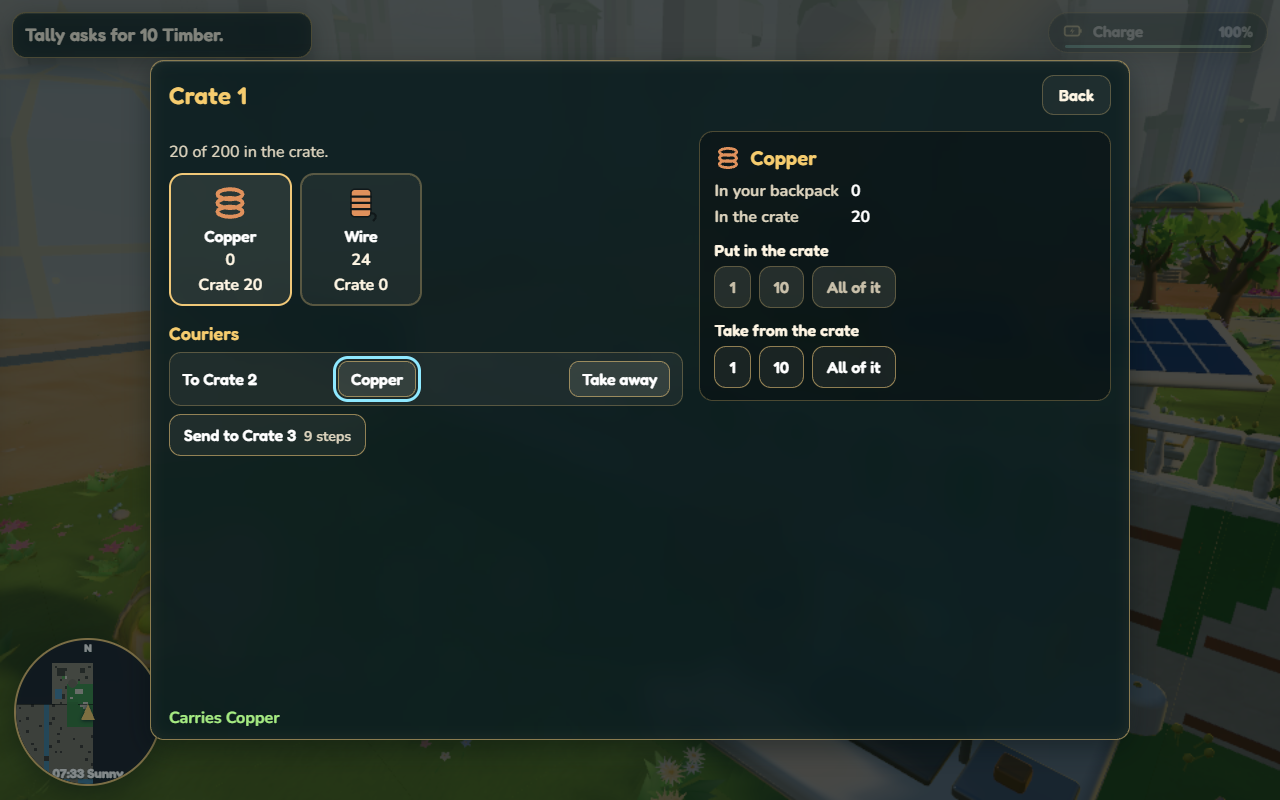 Tally asks for 10 Timber.
Charge 100%
Crate 1
Back
20 of 200 in the crate.
Copper
0
Crate 20
Wire
24
Crate 0
Couriers
To Crate 2 Copper Take away
Send to Crate 3 9 steps
Carries Copper
Copper
In your backpack 0
In the crate 20
Put in the crate
1 10 All of it
Take from the crate
1 10 All of it
N
07:33 Sunny